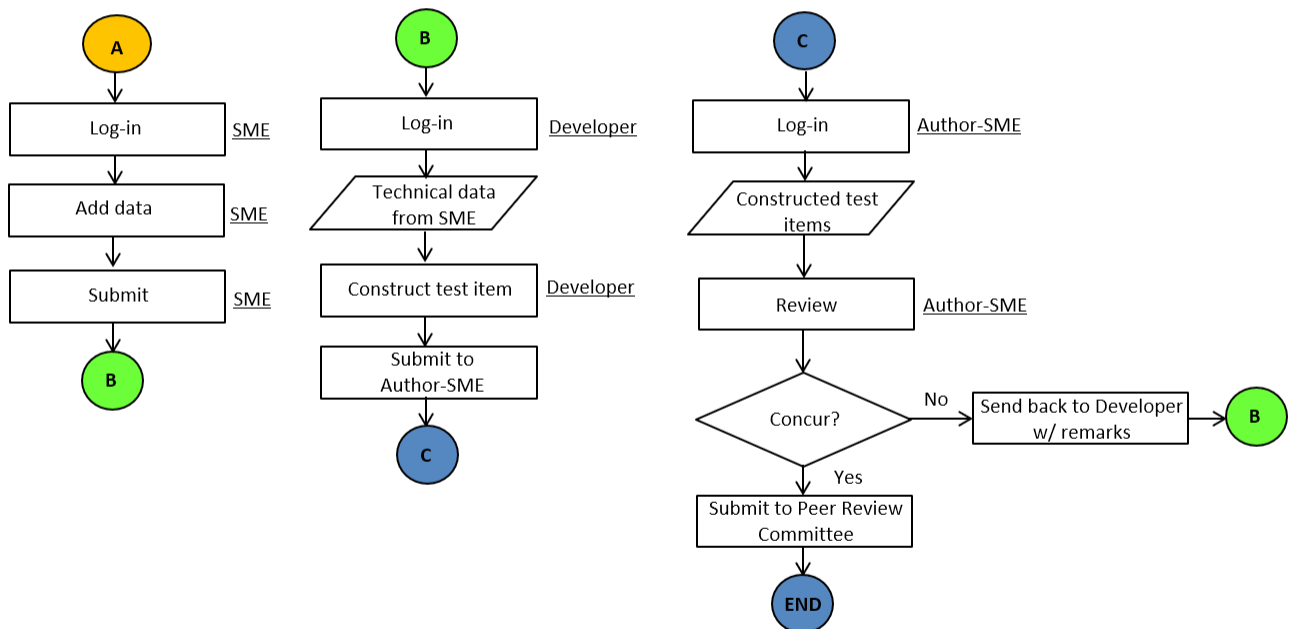 A
Log-in
SME
Add data
SME
Submit
SME
B
B
Log-in
Developer
Technical data
from SME
Construct test item
Developer
Submit to
Author-SME
C
C
Log-in
Author-SME
Constructed test
items
Review
Author-SME
Concur?
No
Send back to Developer
w/ remarks
B
Yes
Submit to Peer Review
Committee
END